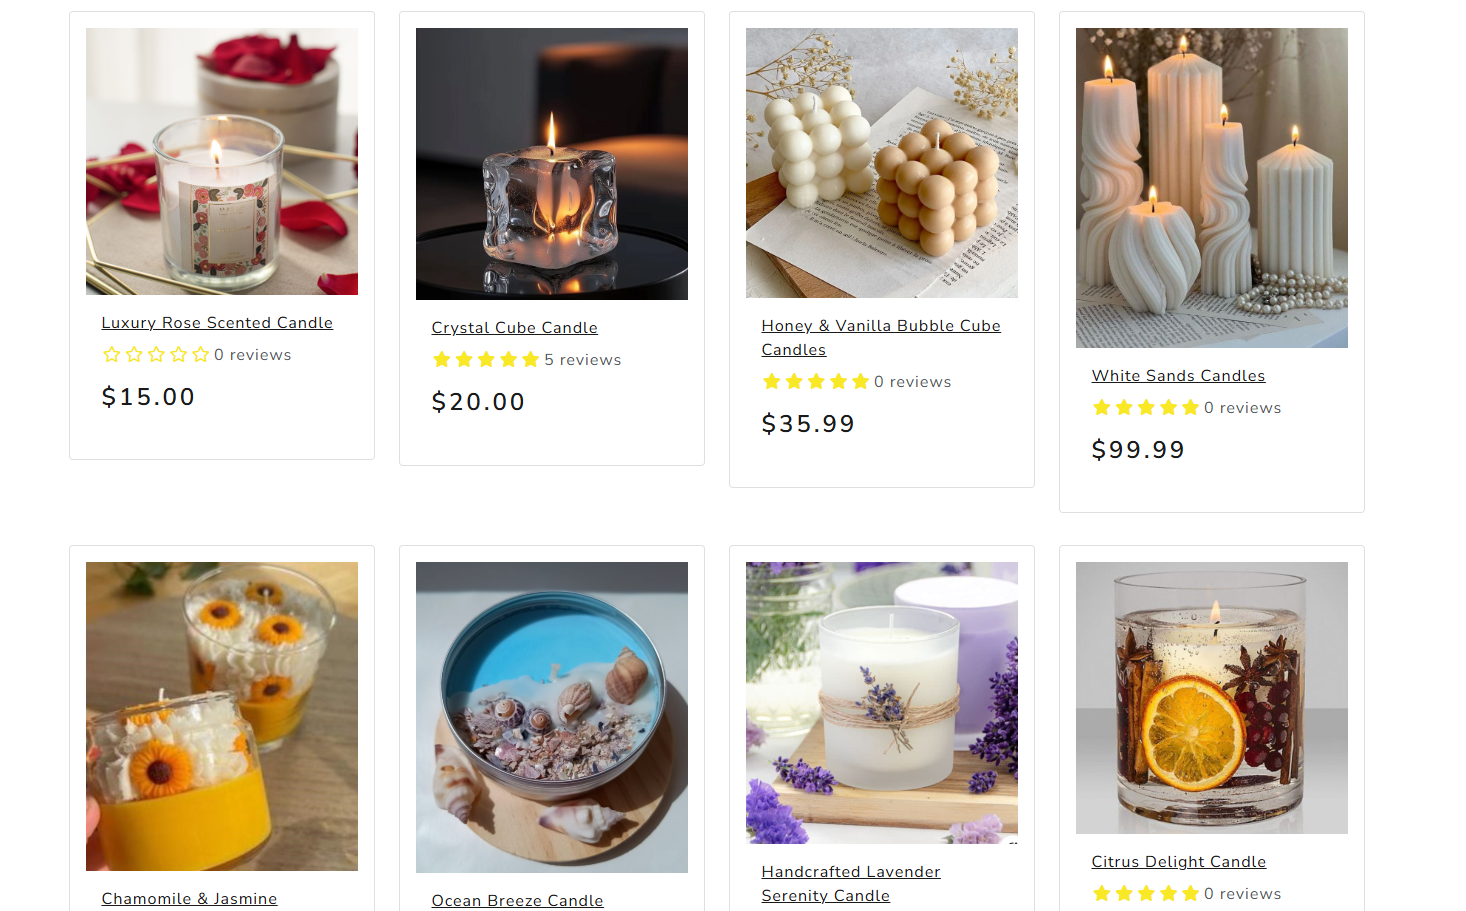 Luxury Rose Scented Candle
0 reviews
$15.00
Crystal Cube Candle
5 reviews
$20.00
Honey & Vanilla Bubble Cube
Candles
0 reviews
$35.99
White Sands Candles
0 reviews
$99.99
Chamomile & Jasmine
Ocean Breeze Candle
Handcrafted Lavender
Serenity Candle
Citrus Delight Candle
0 reviews